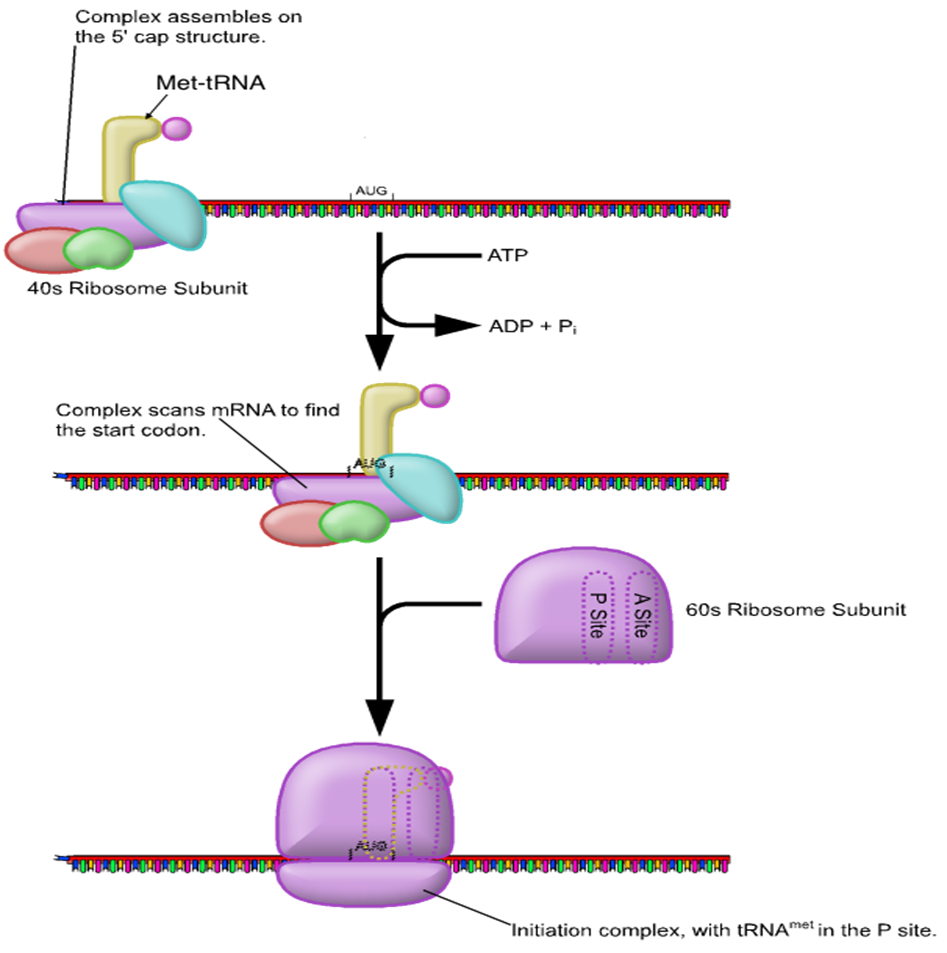 Complex assembles on
the 5' cap structure.
Met-tRNA
AUG
40s Ribosome Subunit
ATP
ADP + Pᵢ
Complex scans mRNA to find
the start codon.
AUG
P Site
A Site
60s Ribosome Subunit
AUG
Initiation complex, with tRNAᵐᵉᵗ in the P site.